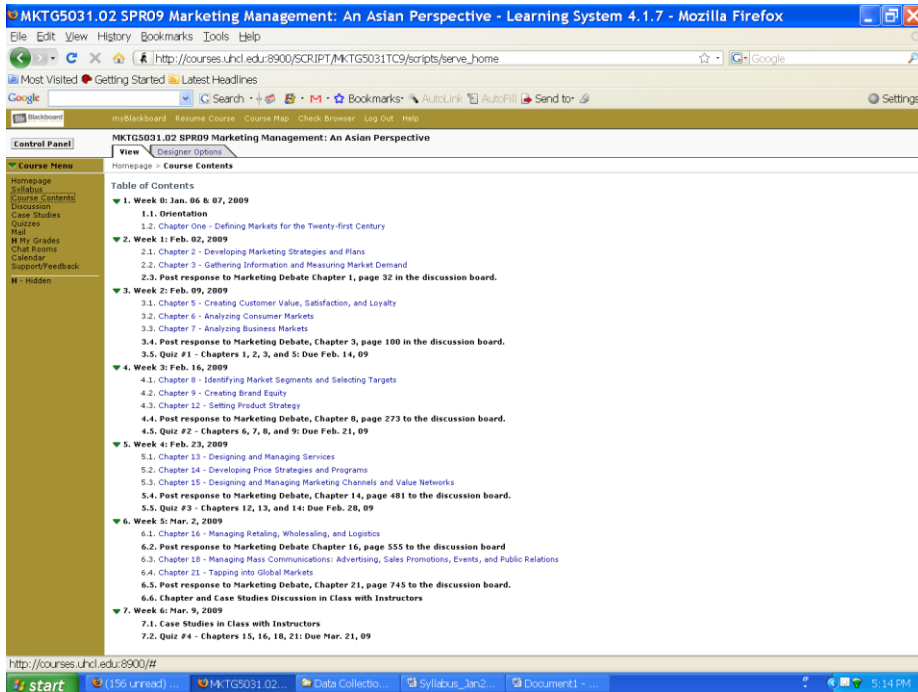 MKTG5031.02 SPR09 Marketing Management: An Asian Perspective - Learning System 4.1.7 - Mozilla Firefox
File Edit View History Bookmarks Tools Help
http://courses.uhcl.edu:8900/SCRIPT/MKTG5031TC9/scripts/serve_home
Google
Most Visited Getting Started Latest Headlines
Google Search M Bookmarks AutoLink AutoFill Send to Settings
Blackboard myBlackboard Resume Course Course Map Check Browser Log Out Help
Control Panel
MKTG5031.02 SPR09 Marketing Management: An Asian Perspective
View Designer Options
Course Menu
Homepage > Course Contents
Homepage
Syllabus
Course Contents
Discussion
Case Studies
Quizzes
Mail
H My Grades
Chat Rooms
Calendar
Support/Feedback
H - Hidden
Table of Contents
1. Week 0: Jan. 06 & 07, 2009
1.1. Orientation
1.2. Chapter One - Defining Markets for the Twenty-first Century
2. Week 1: Feb. 02, 2009
2.1. Chapter 2 - Developing Marketing Strategies and Plans
2.2. Chapter 3 - Gathering Information and Measuring Market Demand
2.3. Post response to Marketing Debate Chapter 1, page 32 in the discussion board.
3. Week 2: Feb. 09, 2009
3.1. Chapter 5 - Creating Customer Value, Satisfaction, and Loyalty
3.2. Chapter 6 - Analyzing Consumer Markets
3.3. Chapter 7 - Analyzing Business Markets
3.4. Post response to Marketing Debate, Chapter 3, page 100 in the discussion board.
3.5. Quiz #1 - Chapters 1, 2, 3, and 5: Due Feb. 14, 09
4. Week 3: Feb. 16, 2009
4.1. Chapter 8 - Identifying Market Segments and Selecting Targets
4.2. Chapter 9 - Creating Brand Equity
4.3. Chapter 12 - Setting Product Strategy
4.4. Post response to Marketing Debate, Chapter 8, page 273 to the discussion board.
4.5. Quiz #2 - Chapters 6, 7, 8, and 9: Due Feb. 21, 09
5. Week 4: Feb. 23, 2009
5.1. Chapter 13 - Designing and Managing Services
5.2. Chapter 14 - Developing Price Strategies and Programs
5.3. Chapter 15 - Designing and Managing Marketing Channels and Value Networks
5.4. Post response to Marketing Debate, Chapter 14, page 481 to the discussion board.
5.5. Quiz #3 - Chapters 12, 13, and 14: Due Feb. 28, 09
6. Week 5: Mar. 2, 2009
6.1. Chapter 16 - Managing Retaling, Wholesaling, and Logistics
6.2. Post response to Marketing Debate Chapter 16, page 555 to the discussion board
6.3. Chapter 18 - Managing Mass Communications: Advertising, Sales Promotions, Events, and Public Relations
6.4. Chapter 21 - Tapping into Global Markets
6.5. Post response to Marketing Debate, Chapter 21, page 745 to the discussion board.
6.6. Chapter and Case Studies Discussion in Class with Instructors
7. Week 6: Mar. 9, 2009
7.1. Case Studies in Class with Instructors
7.2. Quiz #4 - Chapters 15, 16, 18, 21: Due Mar. 21, 09
http://courses.uhcl.edu:8900/#
start (156 unread) ... MKTG5031.02... Data Collectio... Syllabus_Jan2... Document1 - ... 5:14 PM